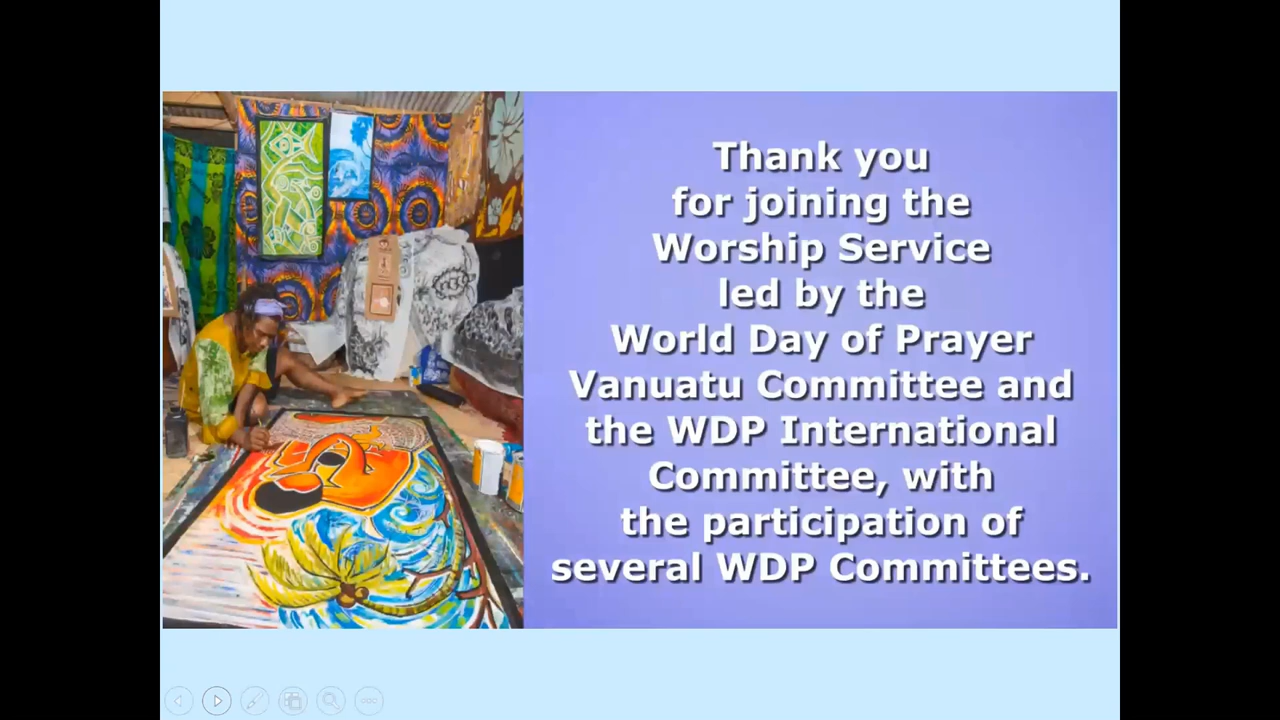 Thank you
for joining the
Worship Service
led by the
World Day of Prayer
Vanuatu Committee and
the WDP International
Committee, with
the participation of
several WDP Committees.